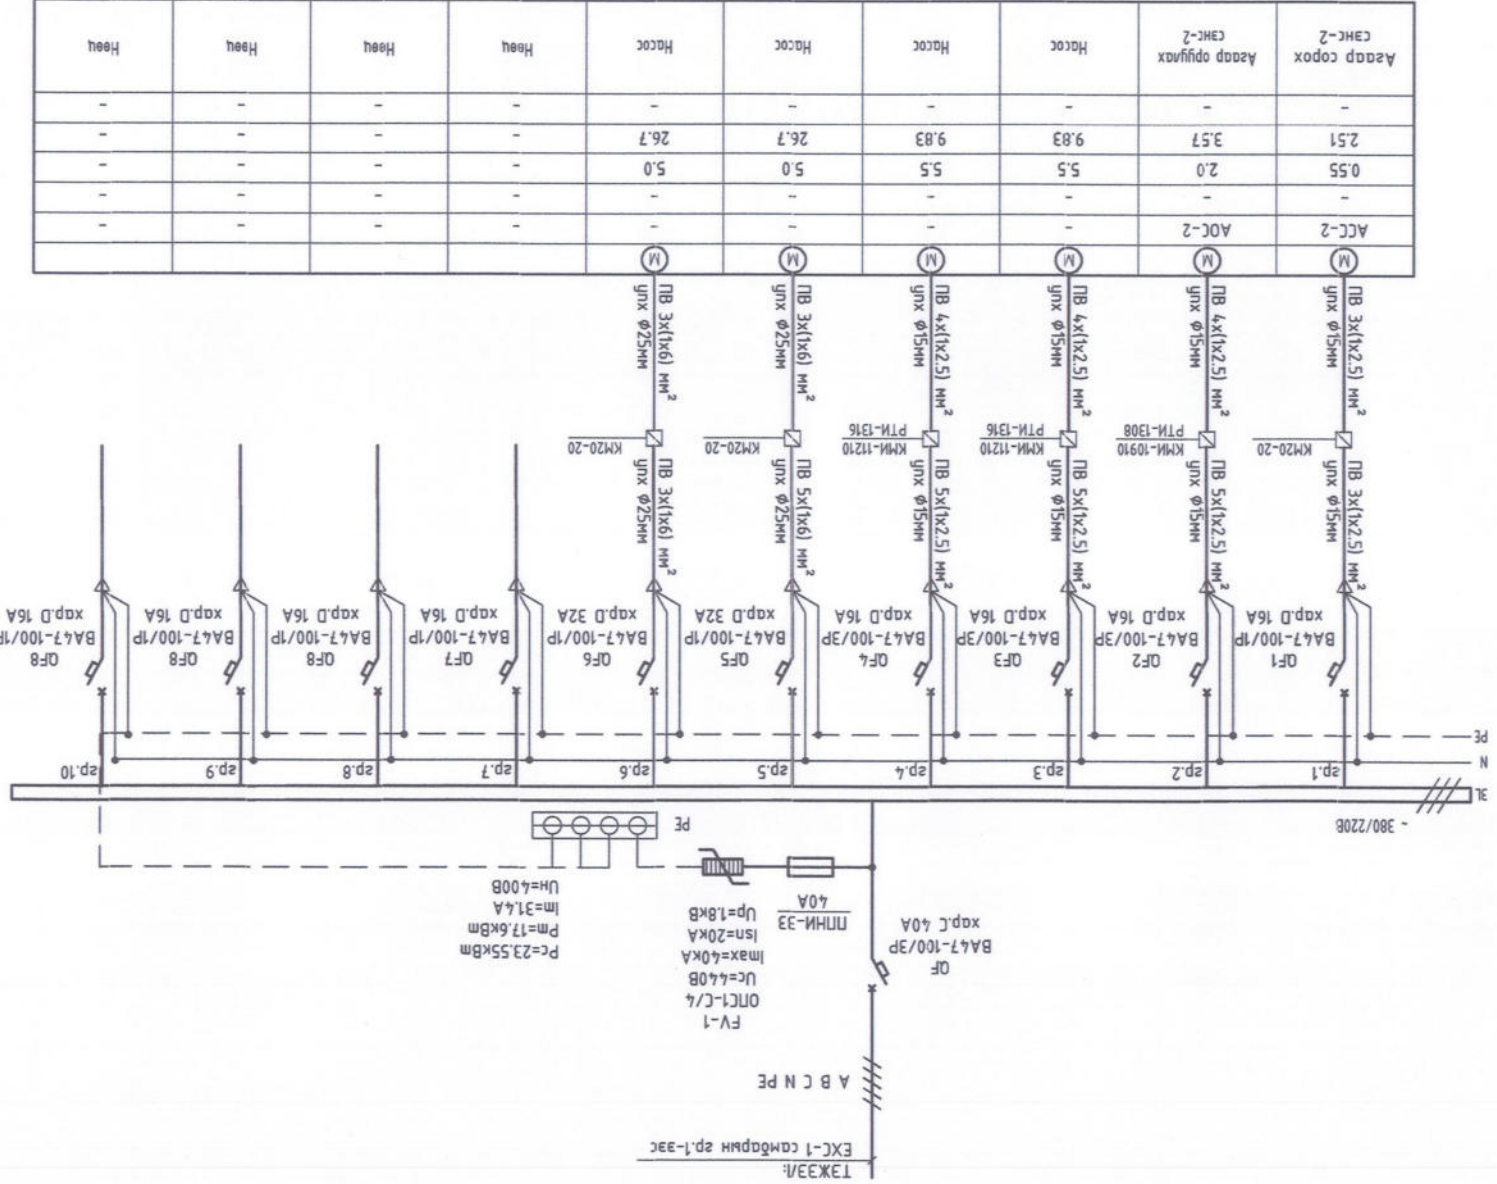 ТЭЖЭЭЛ:
ЕХС-1 самбарын гр.1-ээс
A B C N PE
QF
ВА47-100/3Р
хар.С 40А
FV-1
ОПС1-С/4
Uc=440В
Imax=40кА
Isn=20кА
Up=1.8кВ
ППНИ-33
40А
Рс=23.55кВт
Рт=17.6кВт
Iт=31.4А
Uн=400В
PE
~ 380/220В
3L
N
PE
гр.1
гр.2
гр.3
гр.4
гр.5
гр.6
гр.7
гр.8
гр.9
гр.10
QF1
ВА47-100/1Р
хар.D 16А
QF2
ВА47-100/3Р
хар.D 16А
QF3
ВА47-100/3Р
хар.D 16А
QF4
ВА47-100/3Р
хар.D 16А
QF5
ВА47-100/1Р
хар.D 32А
QF6
ВА47-100/1Р
хар.D 32А
QF7
ВА47-100/1Р
хар.D 16А
QF8
ВА47-100/1Р
хар.D 16А
QF8
ВА47-100/1Р
хар.D 16А
QF8
ВА47-100/1Р
хар.D 16А
ПВ 3х(1х2.5) мм²
упх ф15мм
ПВ 5х(1х2.5) мм²
упх ф15мм
ПВ 5х(1х2.5) мм²
упх ф15мм
ПВ 5х(1х2.5) мм²
упх ф15мм
ПВ 5х(1х6) мм²
упх ф25мм
ПВ 3х(1х6) мм²
упх ф25мм
КМ20-20
КМИ-10910
РТИ-1308
КМИ-11210
РТИ-1316
КМИ-11210
РТИ-1316
КМ20-20
КМ20-20
ПВ 3х(1х2.5) мм²
упх ф15мм
ПВ 4х(1х2.5) мм²
упх ф15мм
ПВ 4х(1х2.5) мм²
упх ф15мм
ПВ 4х(1х2.5) мм²
упх ф15мм
ПВ 3х(1х6) мм²
упх ф25мм
ПВ 3х(1х6) мм²
упх ф25мм
М М М М М М
АСС-2 АОС-2 - - - - - - - -
- - - - - - - - - -
0.55 2.0 5.5 5.5 5.0 5.0 - - - -
2.51 3.57 9.83 9.83 26.7 26.7 - - - -
- - - - - - - - - -
Агаар сорох
сэнс-2
Агаар оруулах
сэнс-2
Насос
Насос
Насос
Насос
Нөөц
Нөөц
Нөөц
Нөөц